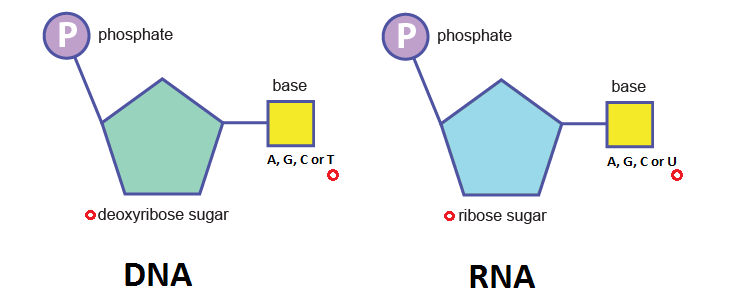 P phosphate
base
A, G, C or T
deoxyribose sugar
DNA
P phosphate
base
A, G, C or U
ribose sugar
RNA